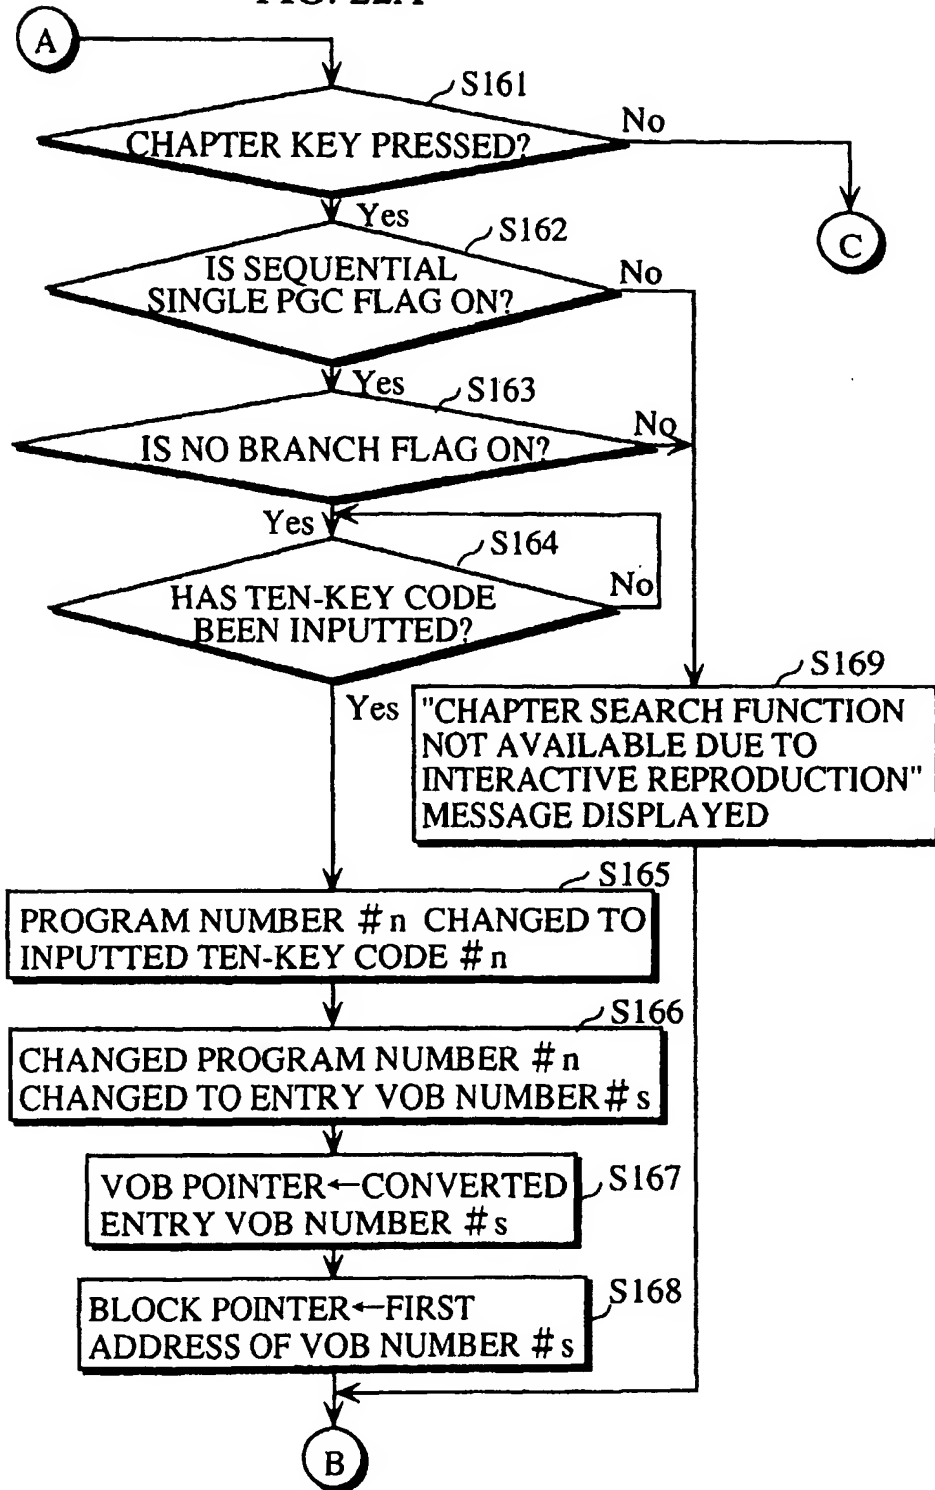 FIG. 22A
A
S161
CHAPTER KEY PRESSED?
No
C
Yes
S162
IS SEQUENTIAL
SINGLE PGC FLAG ON?
No
Yes
S163
IS NO BRANCH FLAG ON?
No
Yes
S164
HAS TEN-KEY CODE
BEEN INPUTTED?
No
Yes
S169
"CHAPTER SEARCH FUNCTION
NOT AVAILABLE DUE TO
INTERACTIVE REPRODUCTION"
MESSAGE DISPLAYED
S165
PROGRAM NUMBER #n CHANGED TO
INPUTTED TEN-KEY CODE #n
S166
CHANGED PROGRAM NUMBER #n
CHANGED TO ENTRY VOB NUMBER #s
S167
VOB POINTER←CONVERTED
ENTRY VOB NUMBER #s
S168
BLOCK POINTER←FIRST
ADDRESS OF VOB NUMBER #s
B